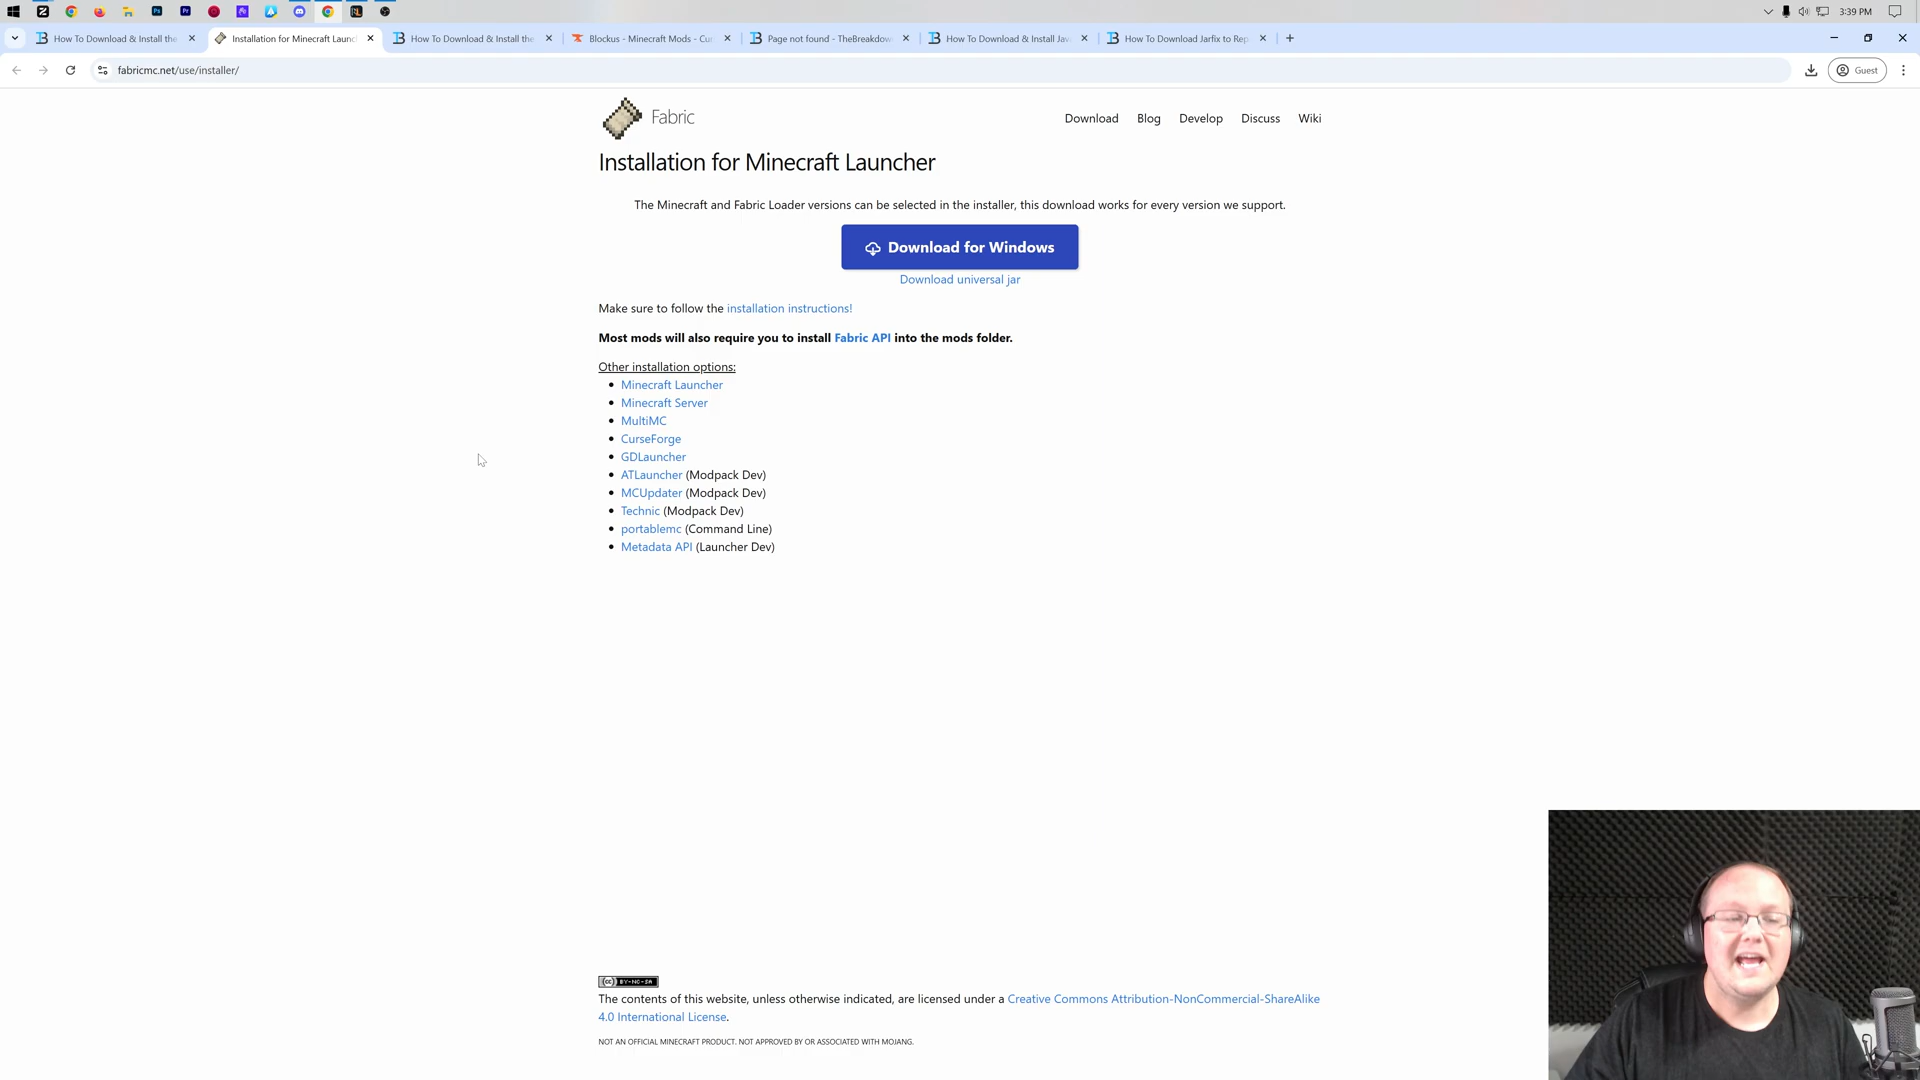 3:39 PM
How To Download & Install the
Installation for Minecraft Launc
How To Download & Install the
Blockus - Minecraft Mods - Cu
Page not found - TheBreakdow
How To Download & Install Jav
How To Download Jarfix to Rep
fabricmc.net/use/installer/
Guest
Fabric
Download
Blog
Develop
Discuss
Wiki
Installation for Minecraft Launcher
The Minecraft and Fabric Loader versions can be selected in the installer, this download works for every version we support.
Download for Windows
Download universal jar
Make sure to follow the installation instructions!
Most mods will also require you to install Fabric API into the mods folder.
Other installation options:
Minecraft Launcher
Minecraft Server
MultiMC
CurseForge
GDLauncher
ATLauncher (Modpack Dev)
MCUpdater (Modpack Dev)
Technic (Modpack Dev)
portablemc (Command Line)
Metadata API (Launcher Dev)
(cc) BY-NC-SA
The contents of this website, unless otherwise indicated, are licensed under a Creative Commons Attribution-NonCommercial-ShareAlike
4.0 International License.
NOT AN OFFICIAL MINECRAFT PRODUCT. NOT APPROVED BY OR ASSOCIATED WITH MOJANG.